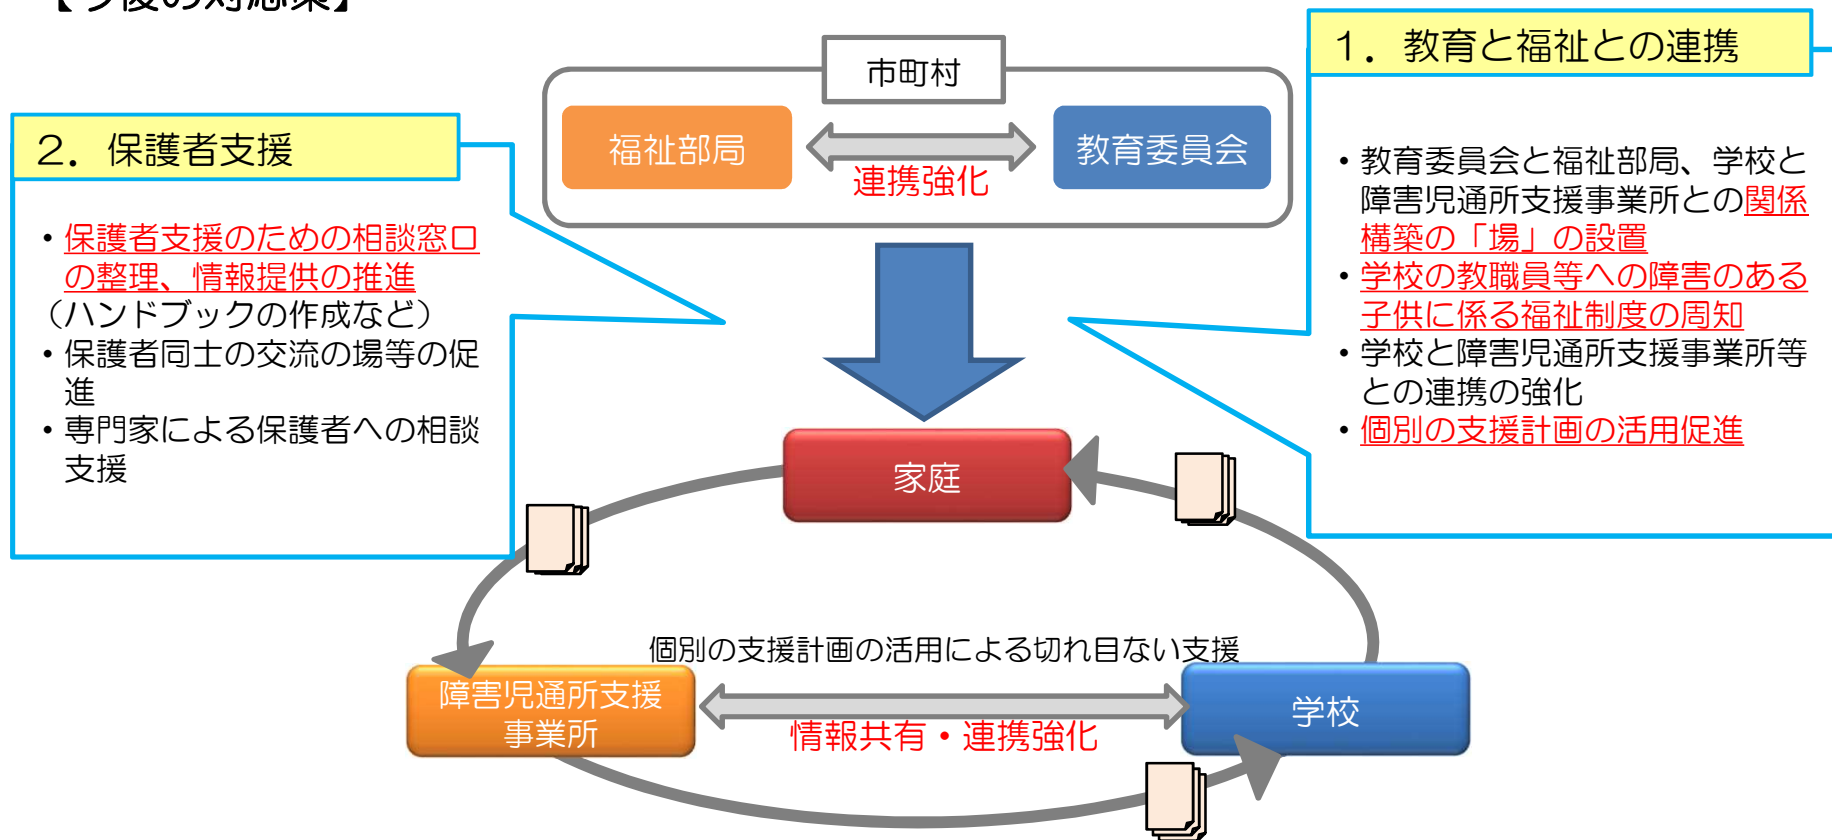 【今後の対応策】
市町村
福祉部局
教育委員会
連携強化
1．教育と福祉との連携
・教育委員会と福祉部局、学校と
障害児通所支援事業所との関係
構築の「場」の設置
・学校の教職員等への障害のある
子供に係る福祉制度の周知
・学校と障害児通所支援事業所等
との連携の強化
・個別の支援計画の活用促進
2．保護者支援
・保護者支援のための相談窓口
の整理、情報提供の推進
（ハンドブックの作成など）
・保護者同士の交流の場等の促
進
・専門家による保護者への相談
支援
家庭
個別の支援計画の活用による切れ目ない支援
障害児通所支援
事業所
情報共有・連携強化
学校